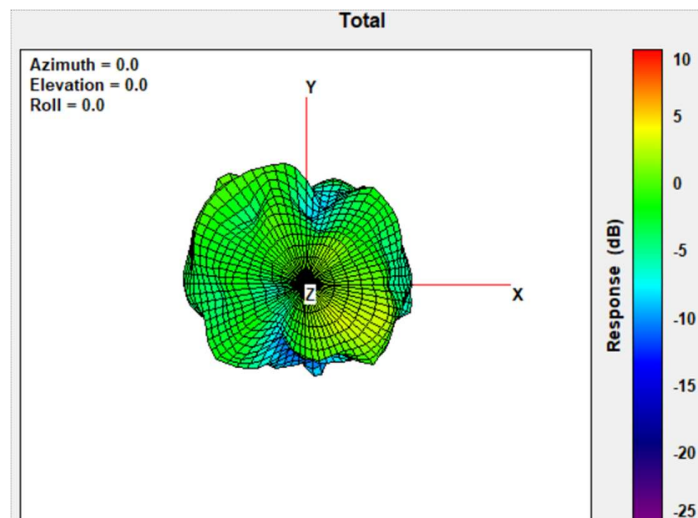 Total
Azimuth = 0.0
Elevation = 0.0
Roll = 0.0
Y
Z
X
10
5
0
-5
-10
-15
-20
-25
Response (dB)